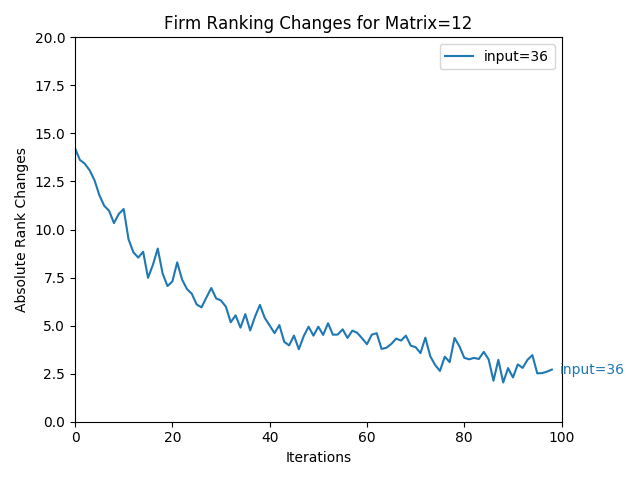 Firm Ranking Changes for Matrix=12
20.0
17.5
15.0
12.5
10.0
7.5
5.0
2.5
0.0
Absolute Rank Changes
input=36
input=36
0 20 40 60 80 100
Iterations